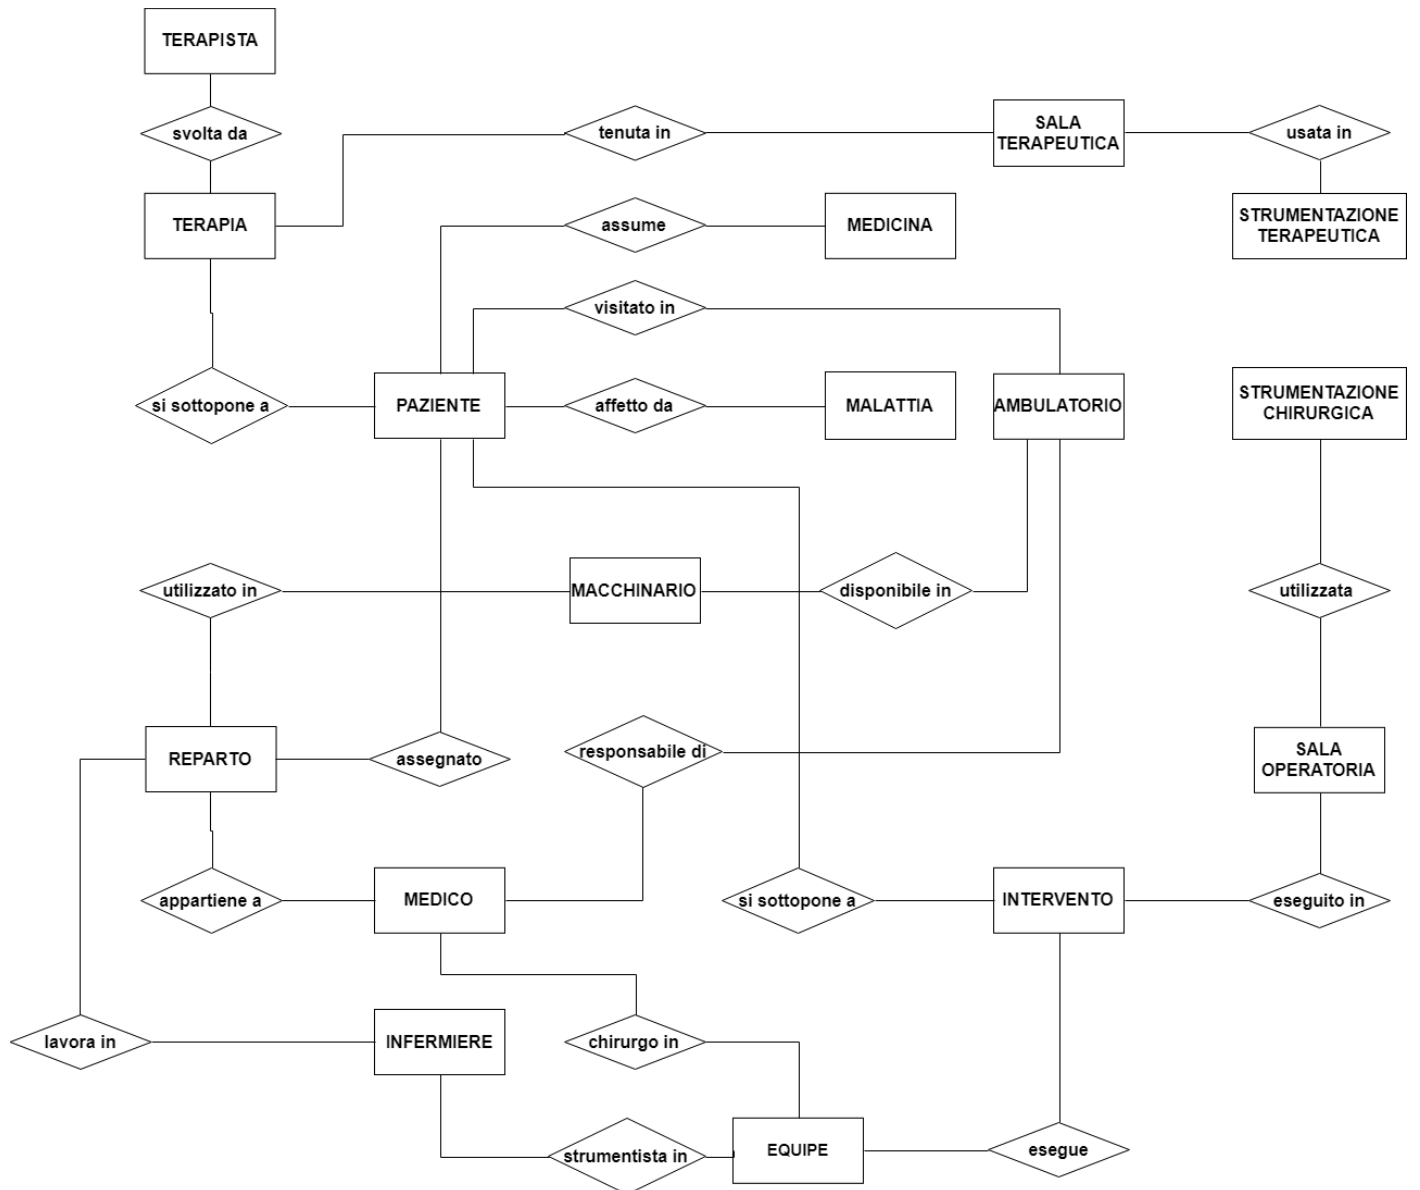 TERAPISTA
svolta da
tenuta in
SALA
TERAPEUTICA
usata in
TERAPIA
assume
MEDICINA
STRUMENTAZIONE
TERAPEUTICA
visitato in
si sottopone a
PAZIENTE
affetto da
MALATTIA
AMBULATORIO
STRUMENTAZIONE
CHIRURGICA
utilizzato in
MACCHINARIO
disponibile in
utilizzata
REPARTO
assegnato
responsabile di
SALA
OPERATORIA
appartiene a
MEDICO
si sottopone a
INTERVENTO
eseguito in
lavora in
INFERMIERE
chirurgo in
strumentista in
EQUIPE
esegue